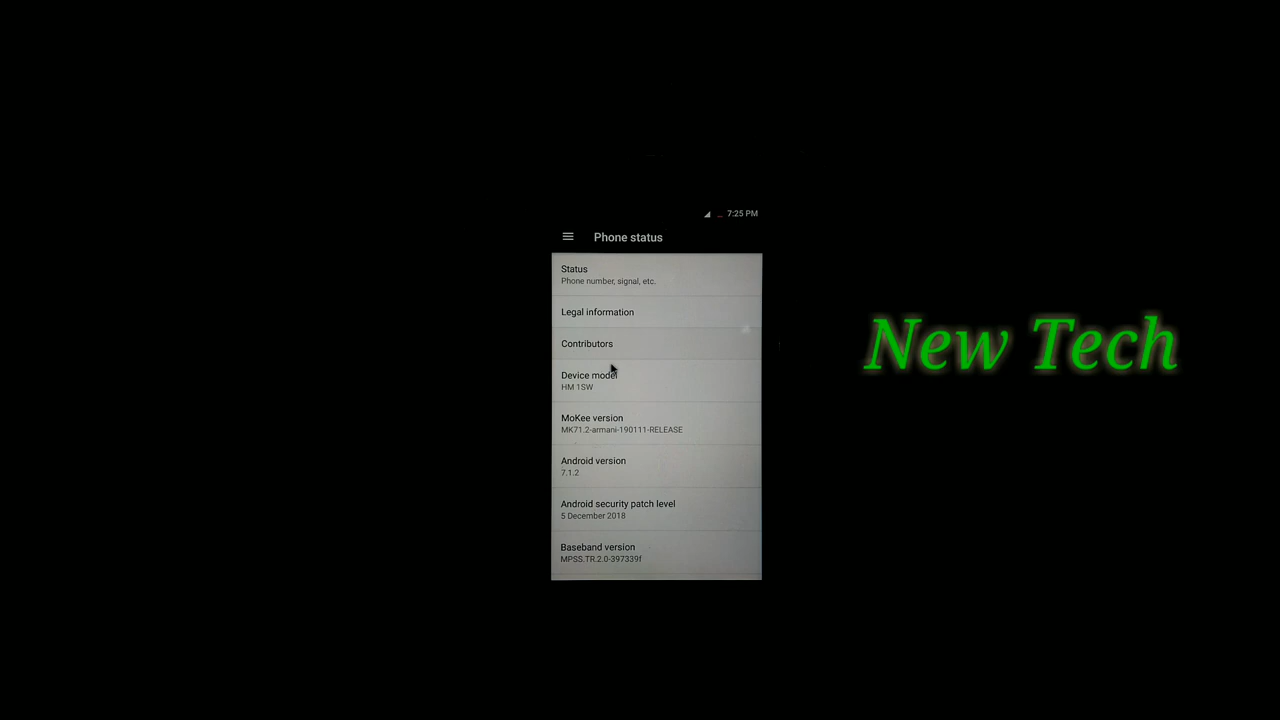 7:25 PM
Phone status
Status
Phone number, signal, etc.
Legal information
Contributors
Device model
HM 1SW
MoKee version
MK71.2-armani-190111-RELEASE
Android version
7.1.2
Android security patch level
5 December 2018
Baseband version
MPSS.TR.2.0-397339f
New Tech